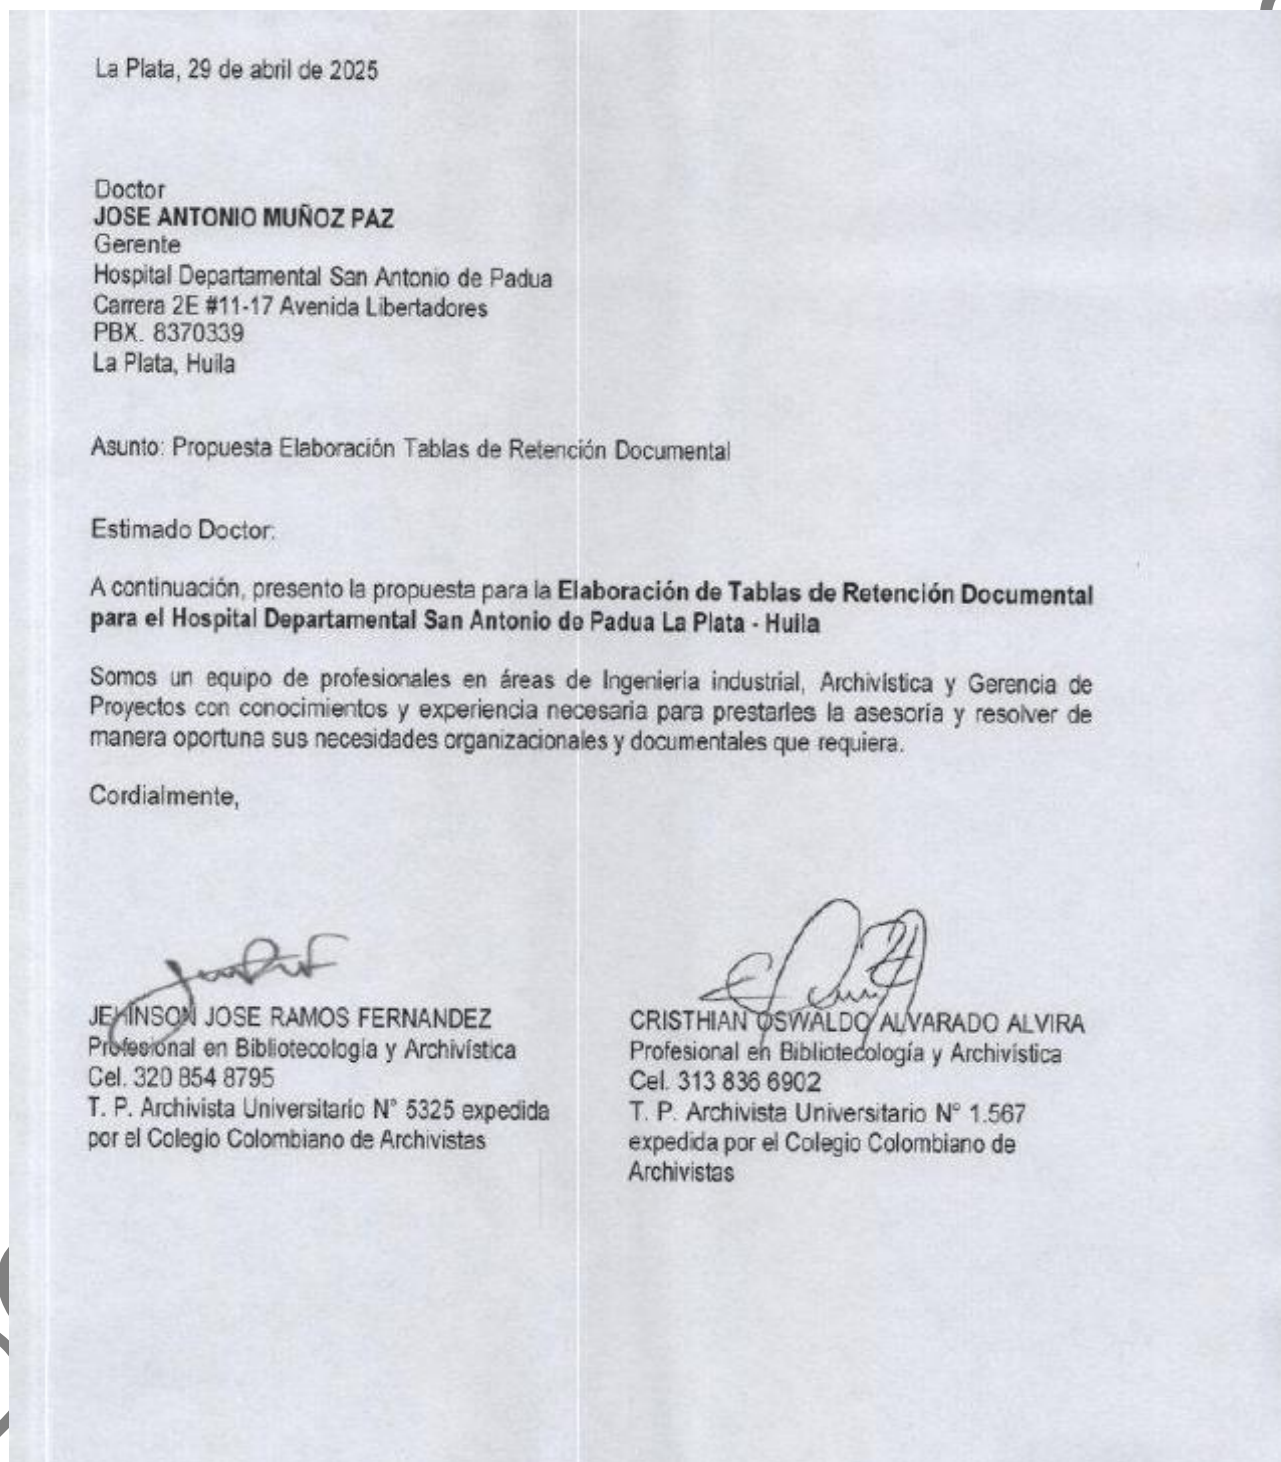 La Plata, 29 de abril de 2025
Doctor
JOSE ANTONIO MUÑOZ PAZ
Gerente
Hospital Departamental San Antonio de Padua
Carrera 2E #11-17 Avenida Libertadores
PBX. 8370339
La Plata, Huila
Asunto: Propuesta Elaboración Tablas de Retención Documental
Estimado Doctor:
A continuación, presento la propuesta para la Elaboración de Tablas de Retención Documental
para el Hospital Departamental San Antonio de Padua La Plata - Huila
Somos un equipo de profesionales en áreas de Ingenieria industrial, Archivística y Gerencia de
Proyectos con conocimientos y experiencia necesaria para prestarles la asesoría y resolver de
manera oportuna sus necesidades organizacionales y documentales que requiera.
Cordialmente,
JEHINSON JOSE RAMOS FERNANDEZ
Profesional en Bibliotecología y Archivística
Cel. 320 854 8795
T. P. Archivista Universitario N° 5325 expedida
por el Colegio Colombiano de Archivistas
CRISTHIAN OSWALDO ALVARADO ALVIRA
Profesional en Bibliotecología y Archivística
Cel. 313 836 6902
T. P. Archivista Universitario N° 1.567
expedida por el Colegio Colombiano de
Archivistas